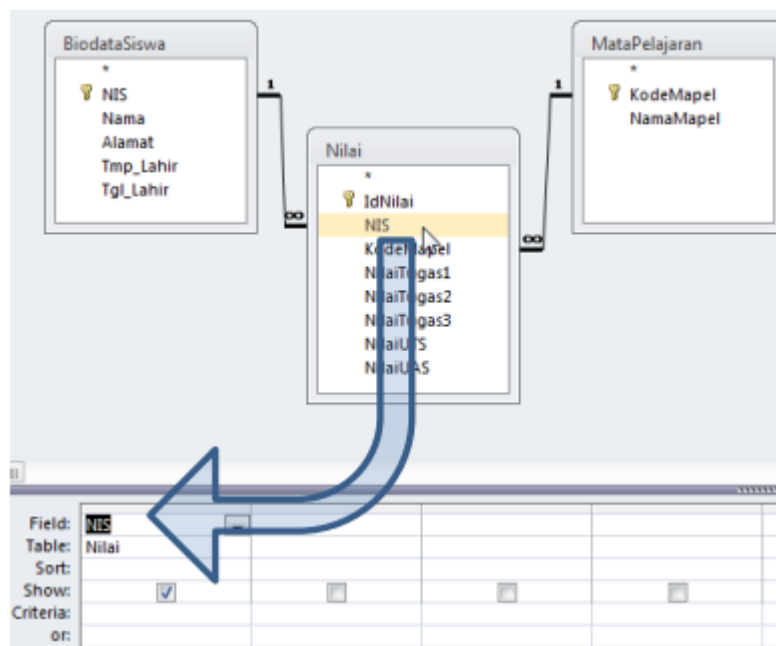 BiodataSiswa
*
NIS
Nama
Alamat
Tmp_Lahir
Tgl_Lahir
1
∞
Nilai
*
IdNilai
NIS
KodeMapel
NilaiTugas1
NilaiTugas2
NilaiTugas3
NilaiUTS
NilaiUAS
1
∞
MataPelajaran
*
KodeMapel
NamaMapel
Field: NIS
Table: Nilai
Sort:
Show:
Criteria:
or: